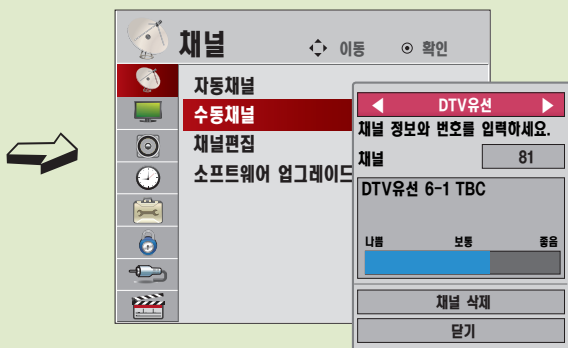 채널
이동
확인
자동채널
수동채널
채널편집
소프트웨어 업그레이드
DTV유선
채널 정보와 번호를 입력하세요.
채널 81
DTV유선 6-1 TBC
나쁨 보통 좋음
채널 삭제
닫기